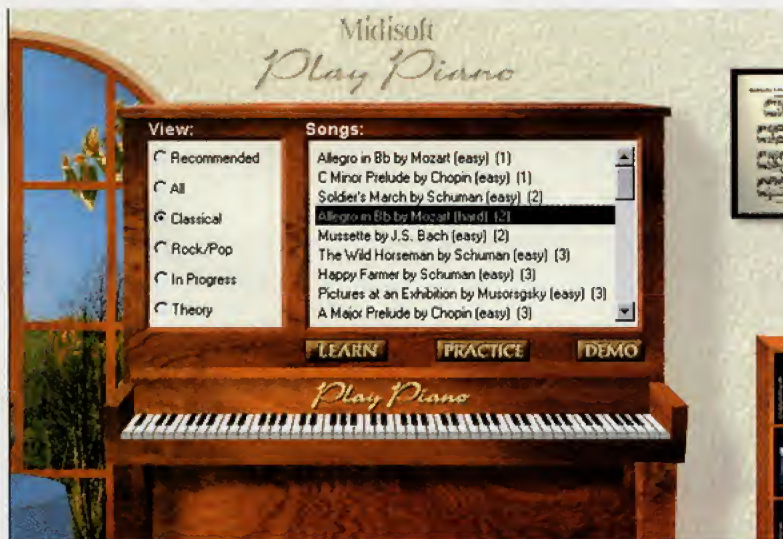 Midisoft
Play Piano
View:
Recommended
All
Classical
Rock/Pop
In Progress
Theory
Songs:
Allegro in Bb by Mozart (easy) (1)
C Minor Prelude by Chopin (easy) (1)
Soldier's March by Schuman (easy) (2)
Allegro in Bb by Mozart (hard) (2)
Mussette by J.S. Bach (easy) (2)
The Wild Horseman by Schuman (easy) (3)
Happy Farmer by Schuman (easy) (3)
Pictures at an Exhibition by Musorsgsky (easy) (3)
A Major Prelude by Chopin (easy) (3)
LEARN PRACTICE DEMO
Play Piano